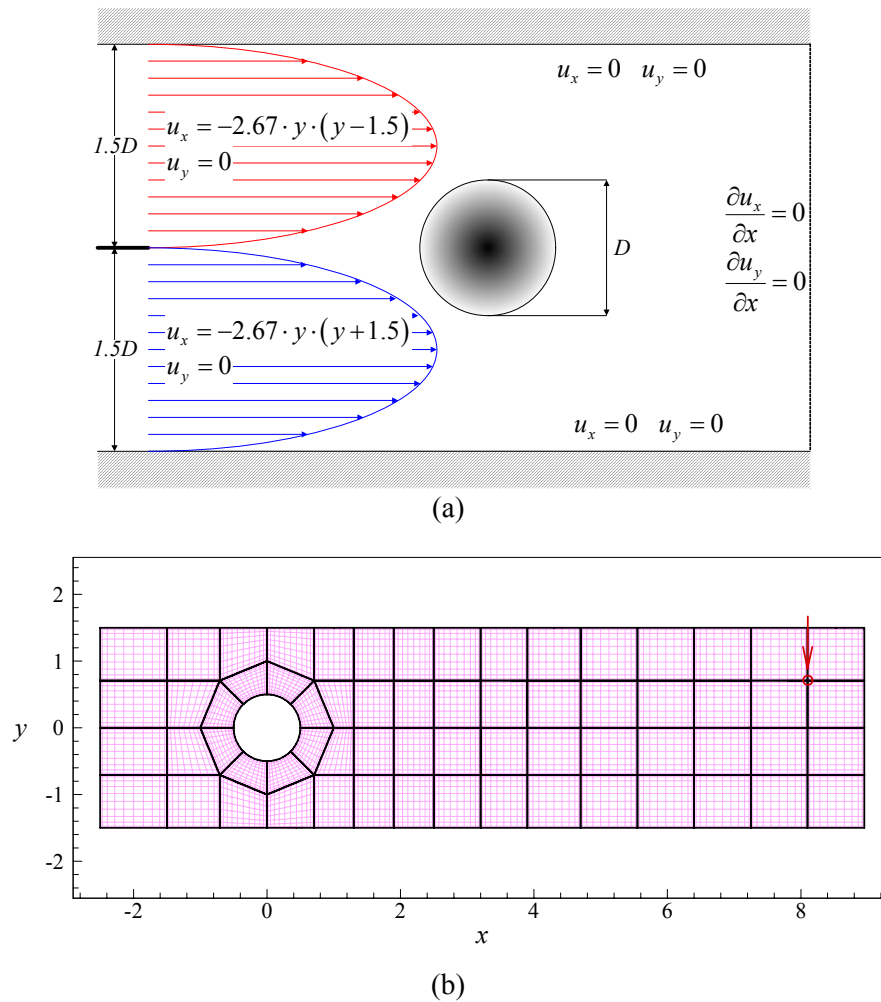 u_x = 0 u_y = 0
1.5D
u_x = −2.67 · y · (y − 1.5)
u_y = 0
∂u_x/∂x = 0
∂u_y/∂x = 0
D
1.5D
u_x = −2.67 · y · (y + 1.5)
u_y = 0
u_x = 0 u_y = 0
(a)
2
1
y 0
-1
-2
-2 0 2 4 6 8
x
(b)